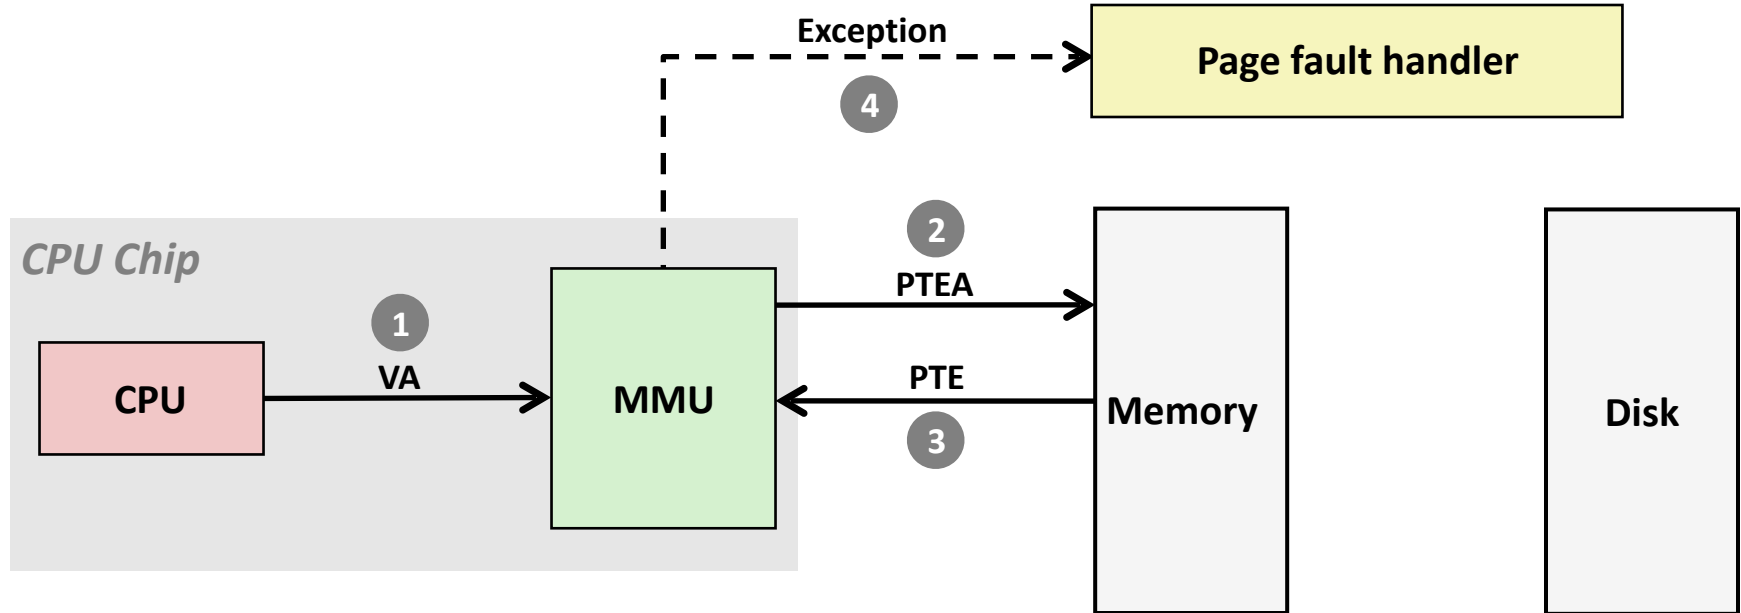 Exception
Page fault handler
4
2
CPU Chip
PTEA
1
VA
PTE
CPU
MMU
Memory
Disk
3